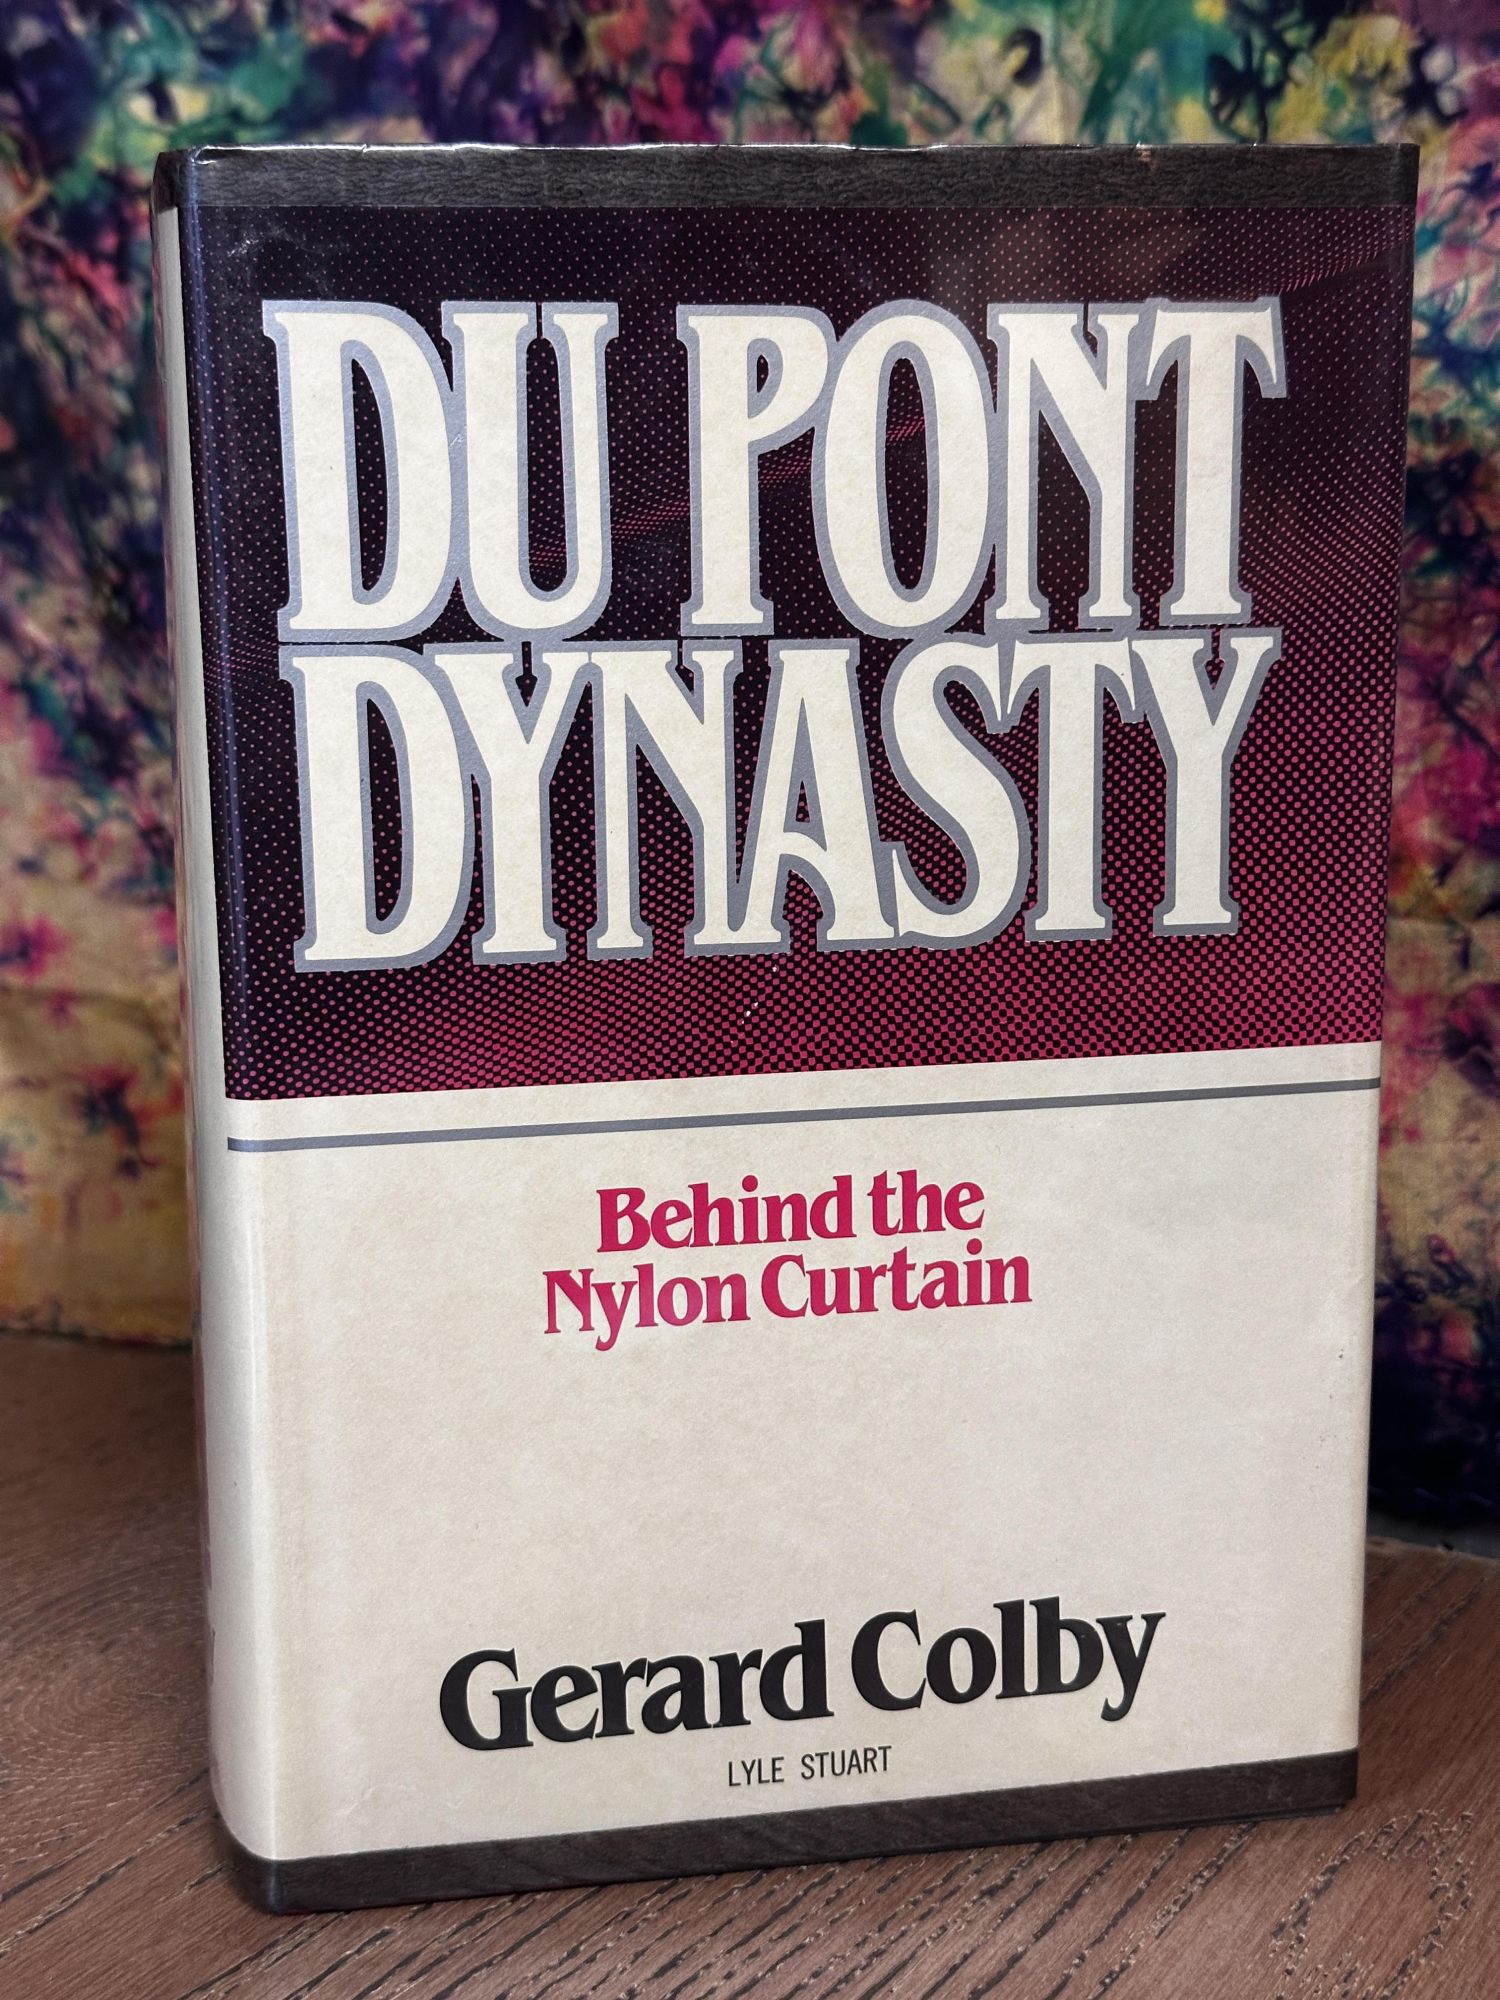 DU PONT
DYNASTY
Behind the
Nylon Curtain
Gerard Colby
LYLE STUART